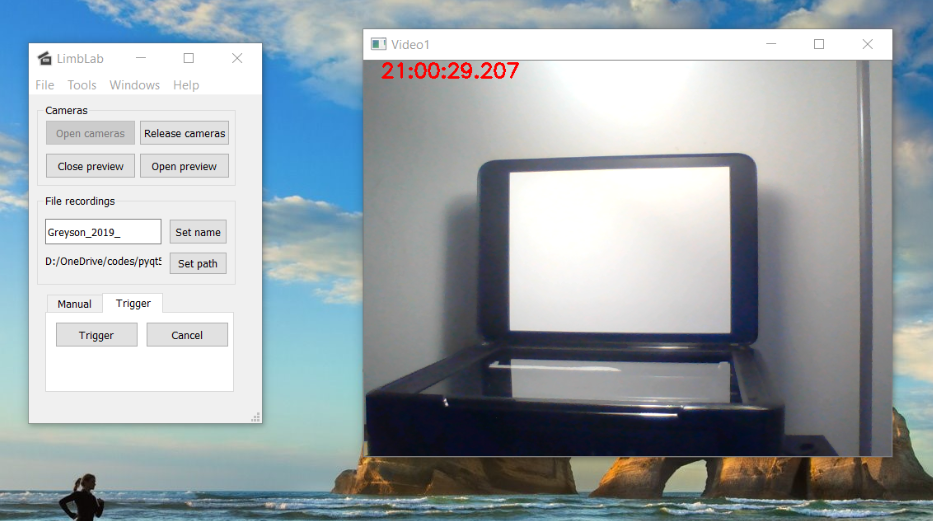 LimbLab
File Tools Windows Help
Cameras
Open cameras Release cameras
Close preview Open preview
File recordings
Greyson_2019_ Set name
D:/OneDrive/codes/pyqt5 Set path
Manual Trigger
Trigger Cancel
Video1
21:00:29.207